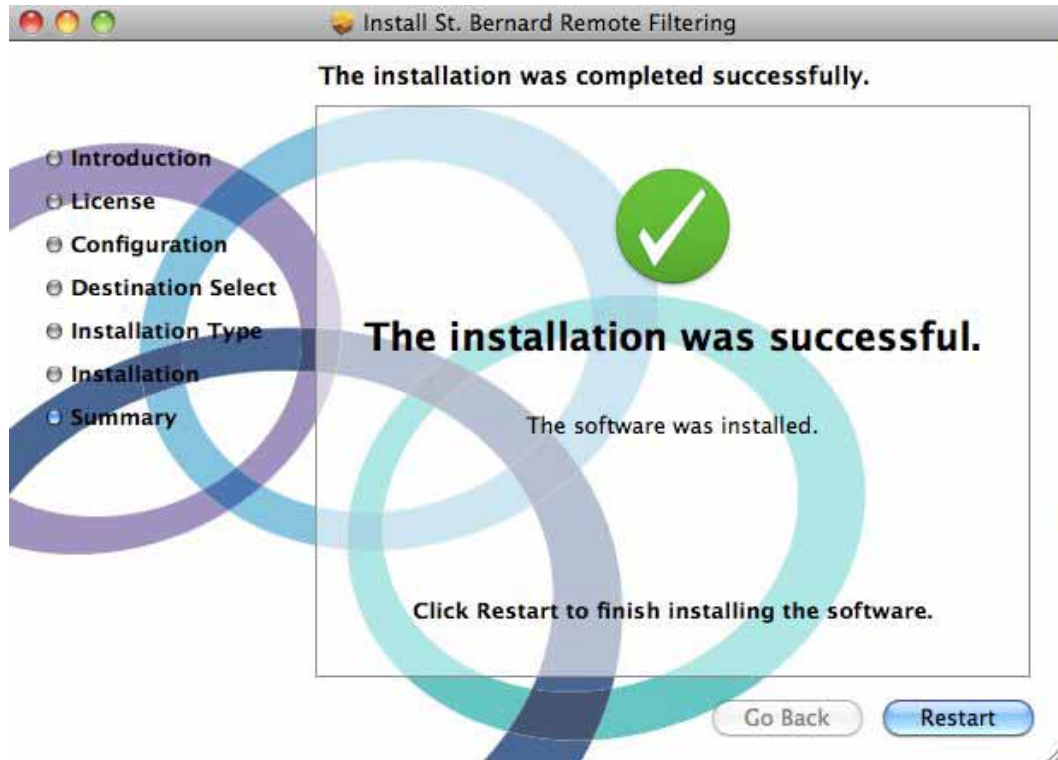 Install St. Bernard Remote Filtering
The installation was completed successfully.
Introduction
License
Configuration
Destination Select
Installation Type
Installation
Summary
The installation was successful.
The software was installed.
Click Restart to finish installing the software.
Go Back
Restart